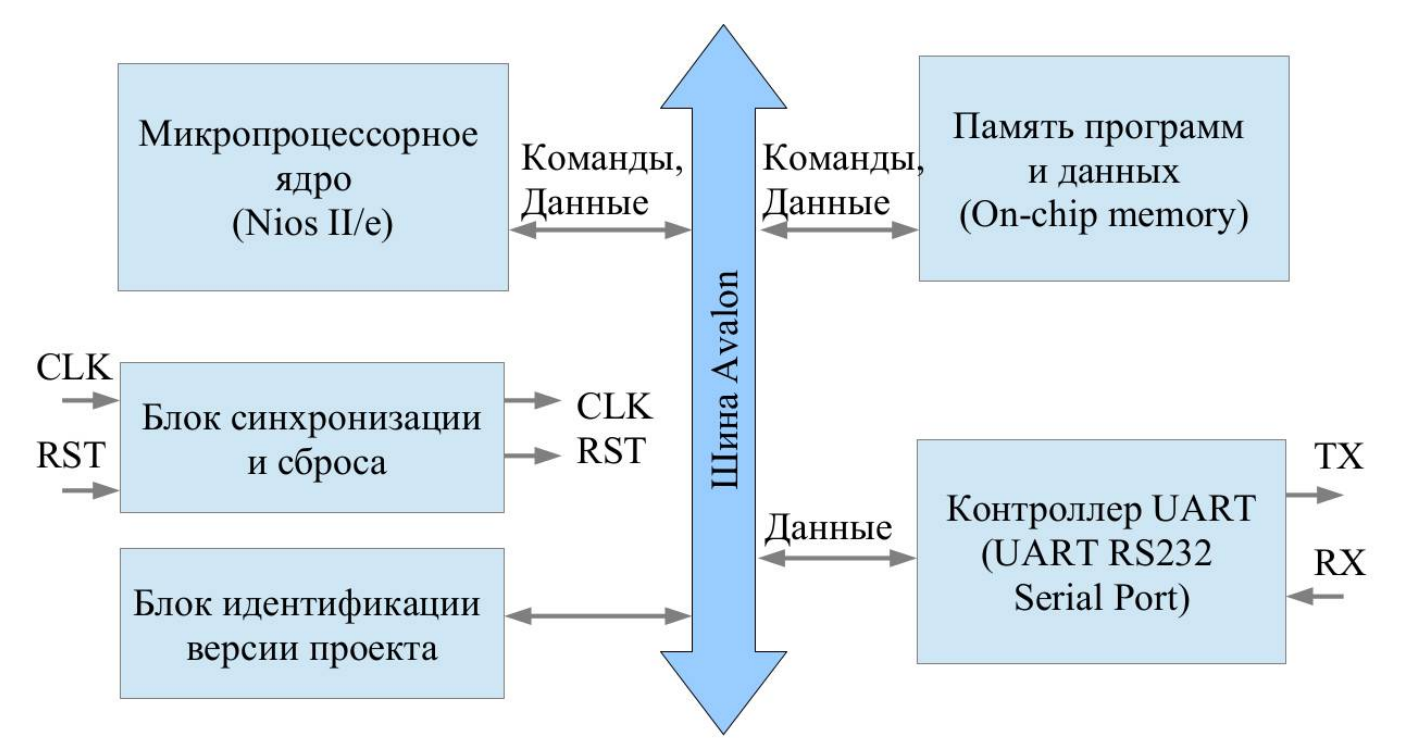 Микропроцессорное
ядро
(Nios II/e)
Команды,
Данные
Команды,
Данные
Память программ
и данных
(On-chip memory)
Шина Avalon
CLK
RST
Блок синхронизации
и сброса
CLK
RST
Данные
Контроллер UART
(UART RS232
Serial Port)
TX
RX
Блок идентификации
версии проекта